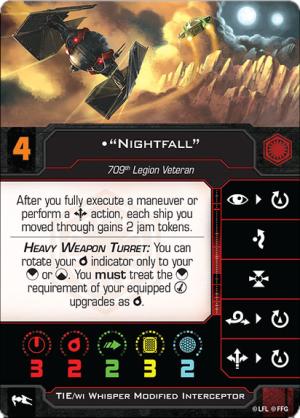 4
•“Nightfall”
709th Legion Veteran
After you fully execute a maneuver or
perform a action, each ship you
moved through gains 2 jam tokens.
Heavy Weapon Turret: You can
rotate your indicator only to your
or . You must treat the
requirement of your equipped
upgrades as .
3 2 2 3 2
TIE/wi Whisper Modified Interceptor
©LFL ©FFG